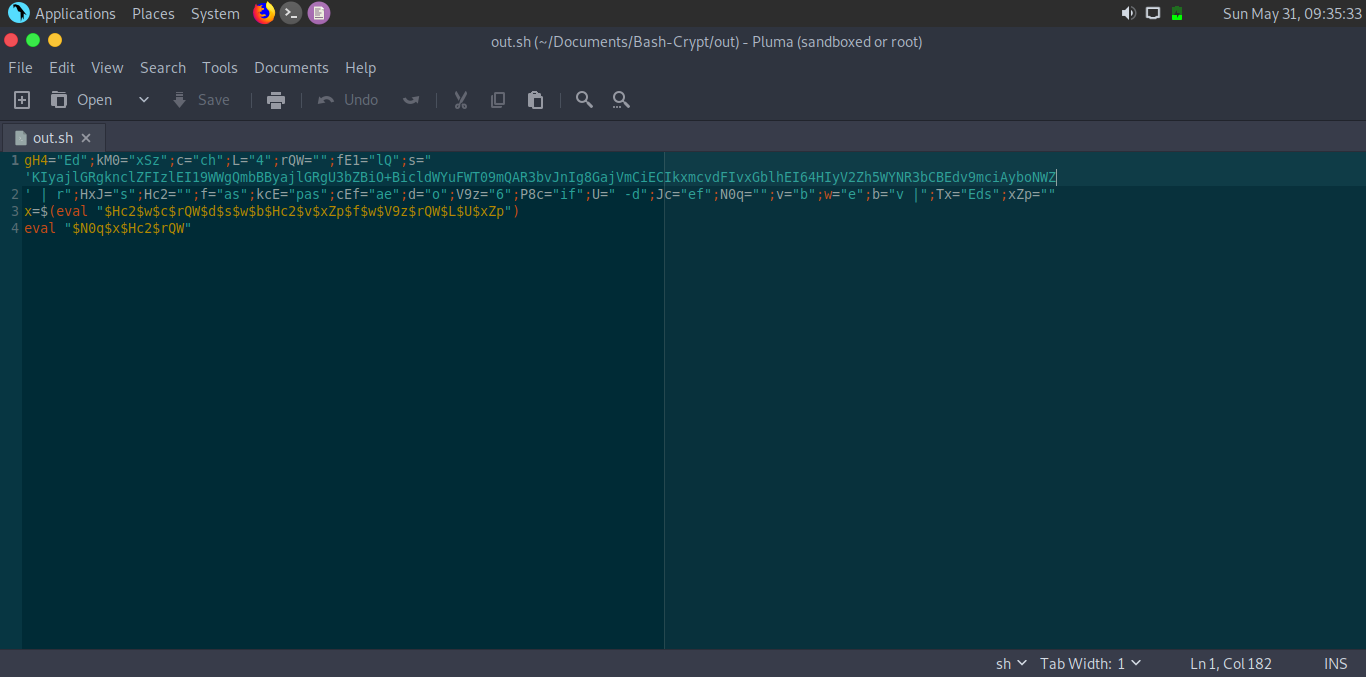 Applications Places System Sun May 31, 09:35:33
out.sh (~/Documents/Bash-Crypt/out) - Pluma (sandboxed or root)
File Edit View Search Tools Documents Help
Open Save Undo
out.sh
1 gH4="Ed";kM0="xSz";c="ch";L="4";rQW="";fE1="lQ";s="
'KIyajlGRgknclZFIzlEI19WWgQmbBByajlGRgU3bZBiO+BicldWYuFWT09mQAR3bvJnIg8GajVmCiECIkxmcvdFIvxGblhEI64HIyV2Zh5WYNR3bCBEdv9mciAyboNWZ
2 ' | r";HxJ="s";Hc2="";f="as";kcE="pas";cEf="ae";d="o";V9z="6";P8c="if";U=" -d";Jc="ef";N0q="";v="b";w="e";b="v |";Tx="Eds";xZp=""
3 x=$(eval "$Hc2$w$c$rQW$d$s$w$b$Hc2$v$xZp$f$w$V9z$rQW$L$U$xZp")
4 eval "$N0q$x$Hc2$rQW"
sh Tab Width: 1 Ln 1, Col 182 INS